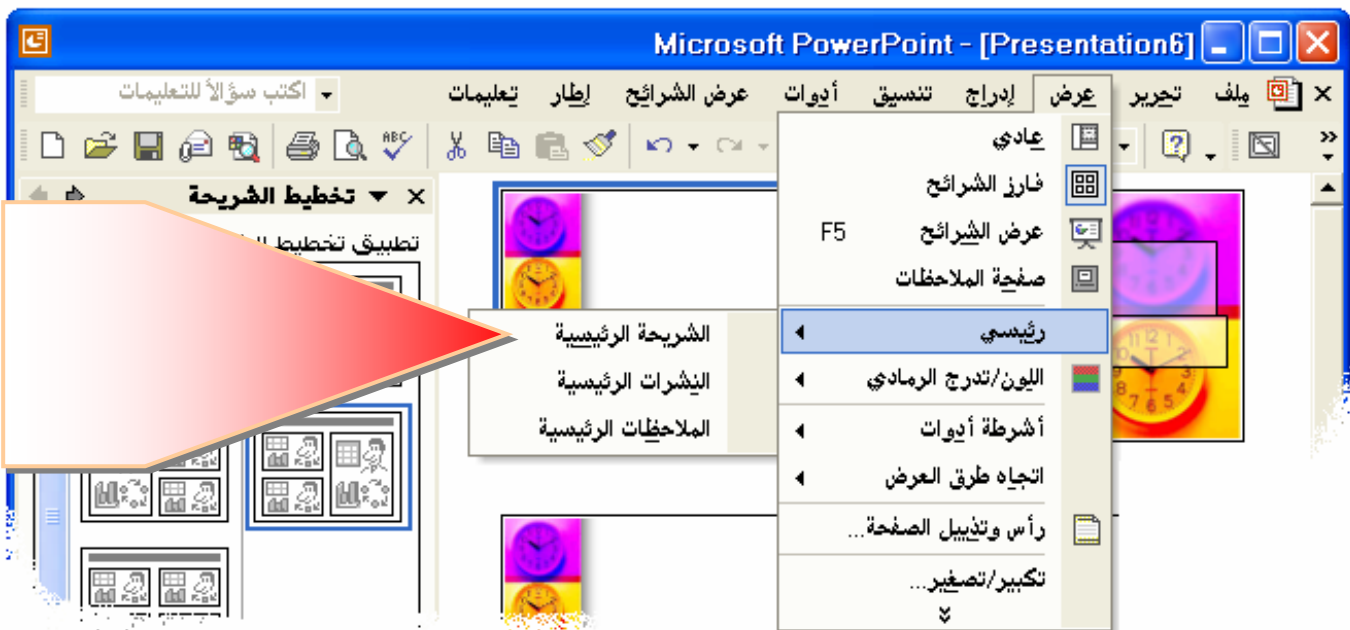 Microsoft PowerPoint - [Presentation6]
ملف تحرير عرض إدراج تنسيق أدوات عرض الشرائح إطار تعليمات اكتب سؤالاً للتعليمات
تخطيط الشريحة
تطبيق تخطيط
عادي
فارز الشرائح
عرض الشرائح F5
صفحة الملاحظات
رئيسي
اللون/تدرج الرمادي
أشرطة أدوات
اتجاه طرق العرض
رأس وتذييل الصفحة...
تكبير/تصغير...
الشريحة الرئيسية
النشرات الرئيسية
الملاحظات الرئيسية